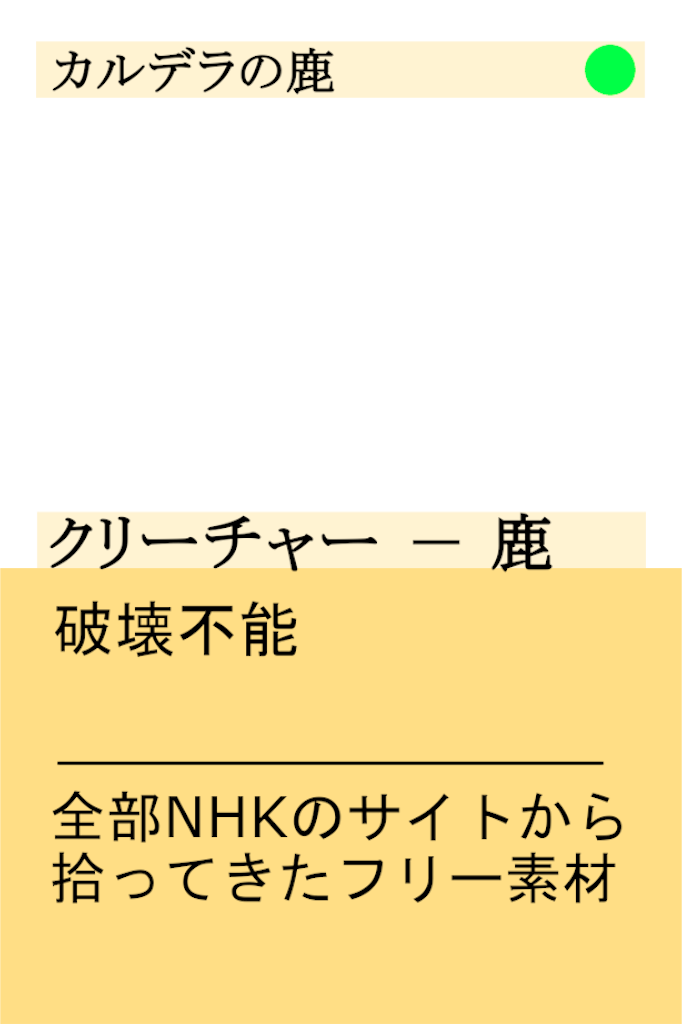 カルデラの鹿
クリーチャー － 鹿
破壊不能
全部NHKのサイトから
拾ってきたフリー素材